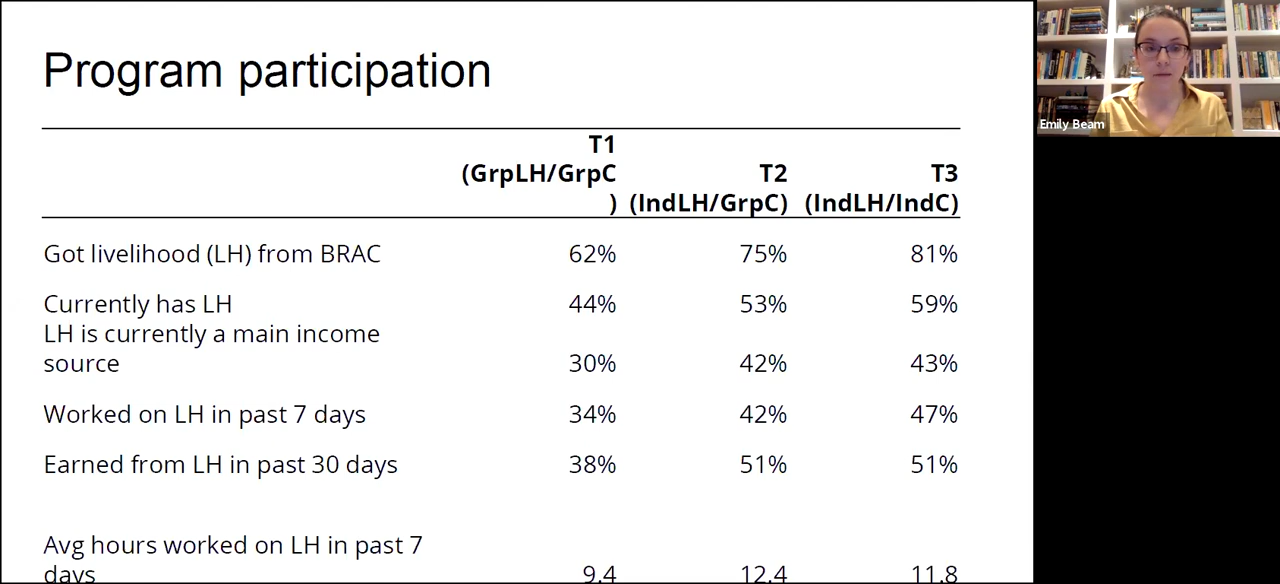 Program participation
T1
(GrpLH/GrpC
)
T2
(IndLH/GrpC)
T3
(IndLH/IndC)
Got livelihood (LH) from BRAC 62% 75% 81%
Currently has LH 44% 53% 59%
LH is currently a main income
source 30% 42% 43%
Worked on LH in past 7 days 34% 42% 47%
Earned from LH in past 30 days 38% 51% 51%
Avg hours worked on LH in past 7
days 9.4 12.4 11.8
Emily Beam